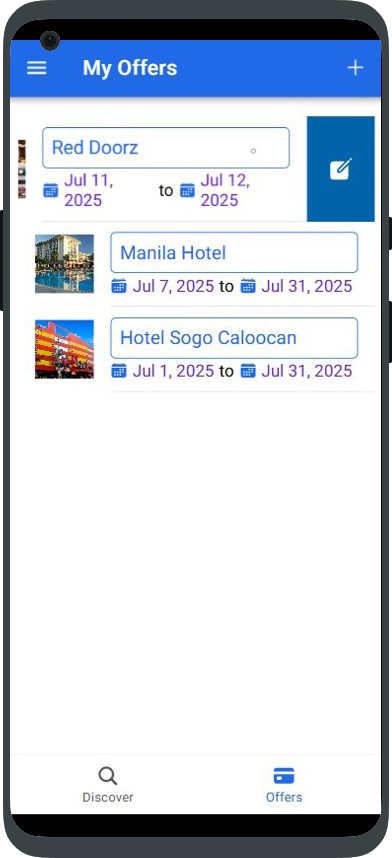 My Offers
Red Doorz
Jul 11, to Jul 12,
2025 2025
Manila Hotel
Jul 7, 2025 to Jul 31, 2025
Hotel Sogo Caloocan
Jul 1, 2025 to Jul 31, 2025
Discover Offers